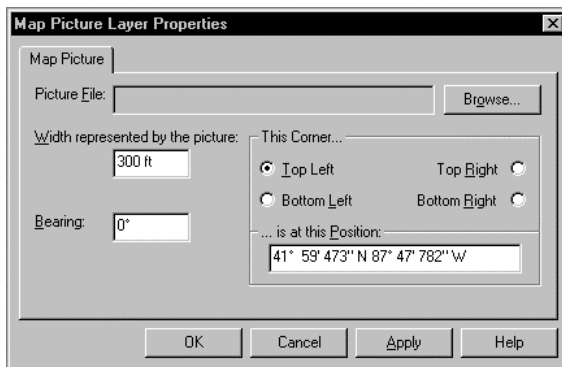 Map Picture Layer Properties
Map Picture
Picture File:
Browse...
Width represented by the picture:
300 ft
Bearing:
0°
This Corner...
Top Left
Top Right
Bottom Left
Bottom Right
... is at this Position:
41° 59' 473" N 87° 47' 782" W
OK
Cancel
Apply
Help